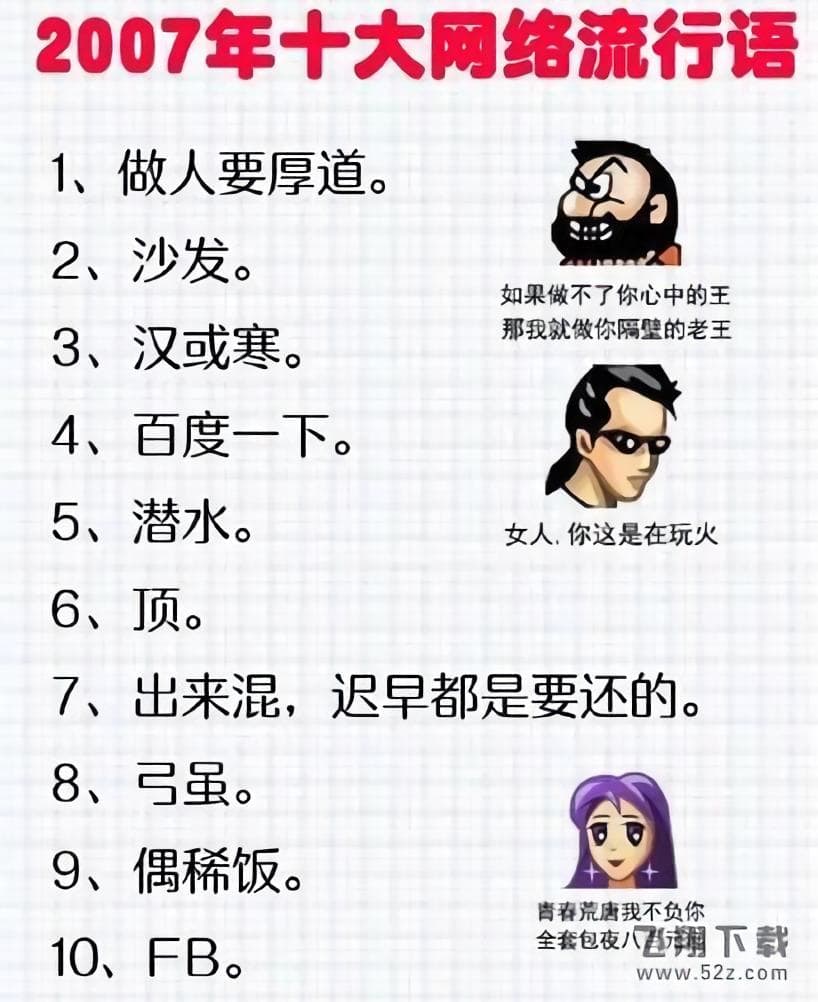 2007年十大网络流行语
1、做人要厚道。
2、沙发。
3、汉或寒。
如果做不了你心中的王
那我就做你隔壁的老王
4、百度一下。
5、潜水。
女人,你这是在玩火
6、顶。
7、出来混，迟早都是要还的。
8、弓虽。
9、偶稀饭。
青春荒唐我不负你
全套包夜八百元
10、FB。
飞翔下载
www.52z.com